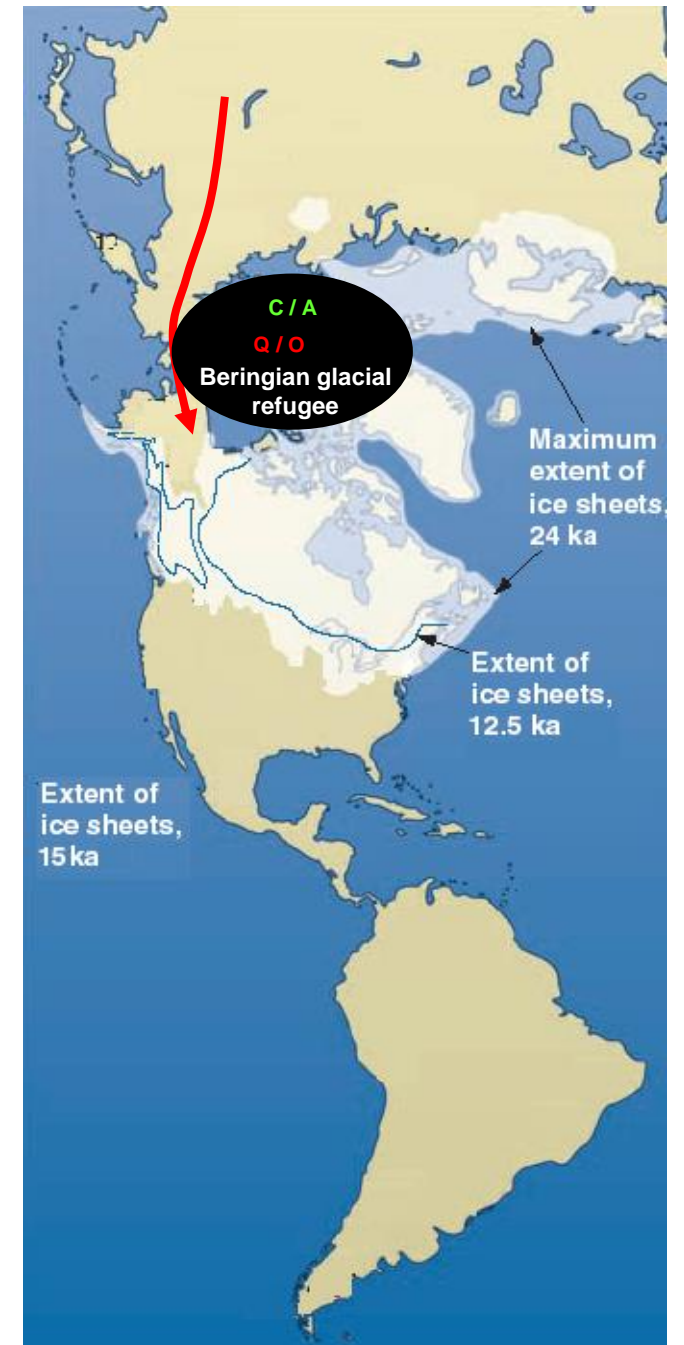 C / A
Q / O
Beringian glacial
refugee
Maximum
extent of
ice sheets,
24 ka
Extent of
ice sheets,
12.5 ka
Extent of
ice sheets,
15 ka